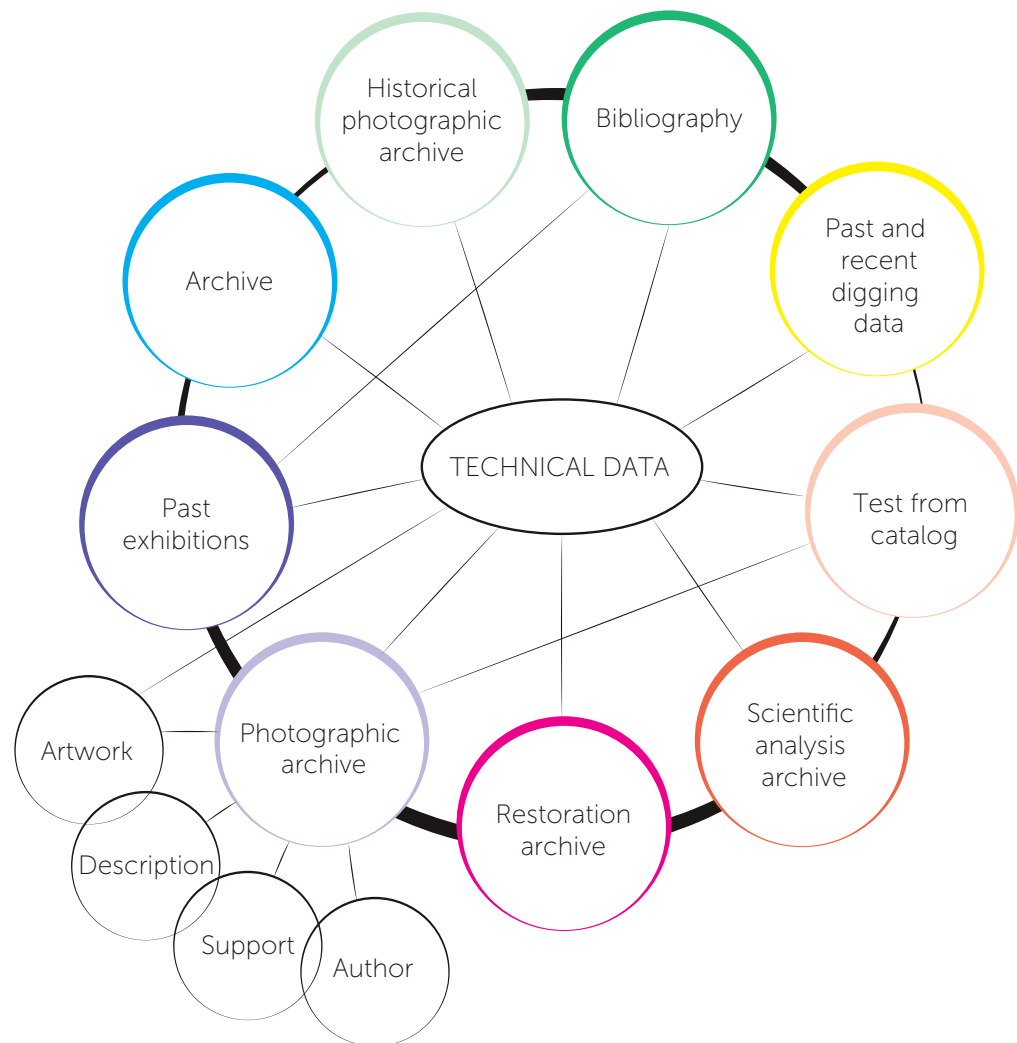 Historical
photographic
archive
Bibliography
Past and
recent
digging
data
Archive
TECHNICAL DATA
Past
exhibitions
Test from
catalog
Photographic
archive
Scientific
analysis
archive
Restoration
archive
Artwork
Description
Support
Author